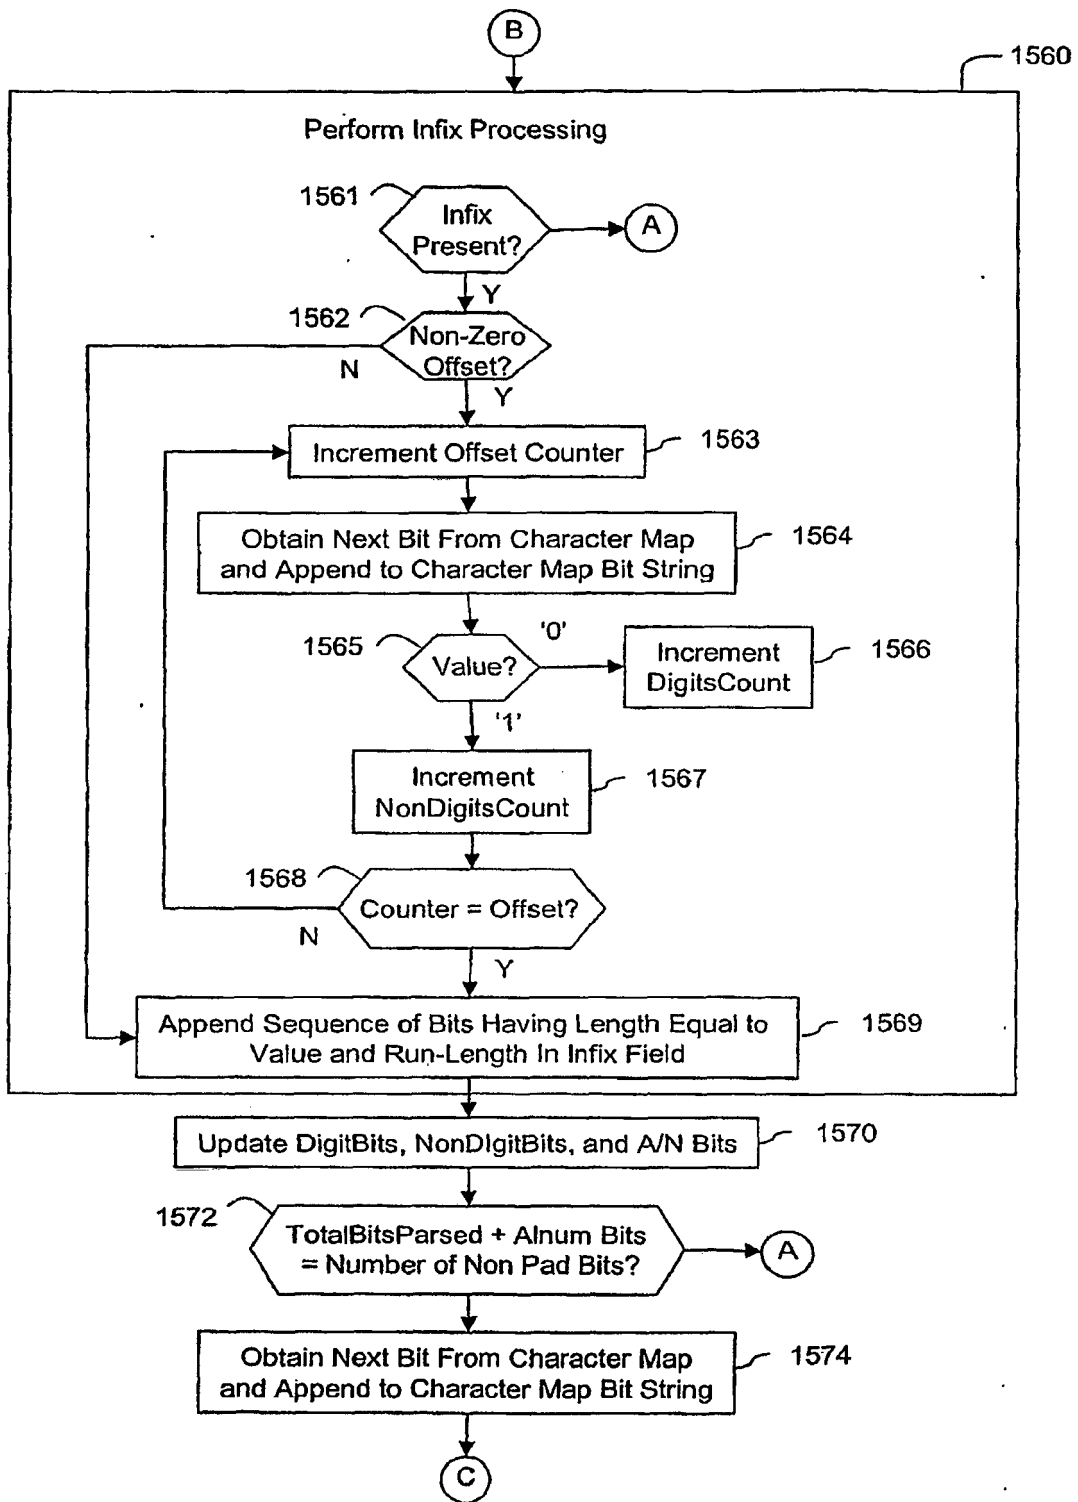 B
1560
Perform Infix Processing
1561
Infix
Present?
A
Y
1562
Non-Zero
Offset?
N
Y
Increment Offset Counter
1563
Obtain Next Bit From Character Map
and Append to Character Map Bit String
1564
1565
Value?
'0'
Increment
DigitsCount
1566
'1'
Increment
NonDigitsCount
1567
1568
Counter = Offset?
N
Y
Append Sequence of Bits Having Length Equal to
Value and Run-Length In Infix Field
1569
Update DigitBits, NonDIgitBits, and A/N Bits
1570
1572
TotalBitsParsed + Alnum Bits
= Number of Non Pad Bits?
A
Obtain Next Bit From Character Map
and Append to Character Map Bit String
1574
C